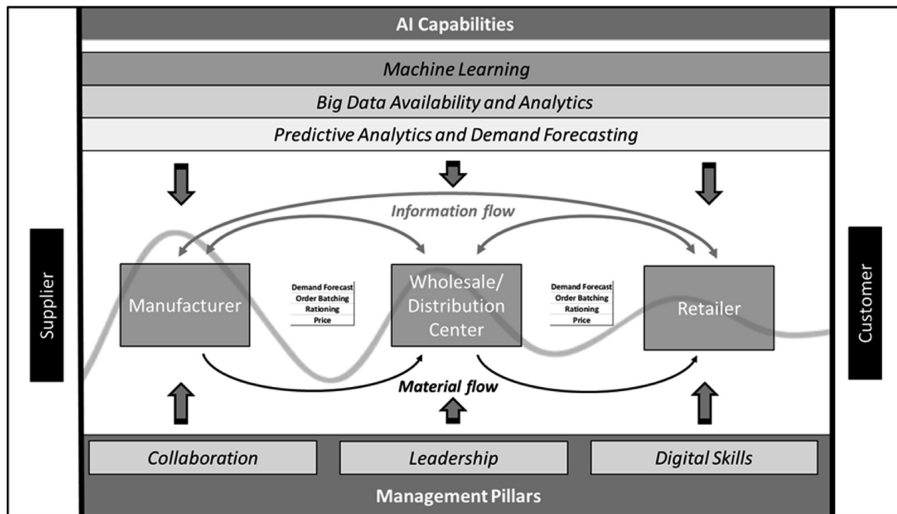 AI Capabilities
Machine Learning
Big Data Availability and Analytics
Predictive Analytics and Demand Forecasting
Information flow
Supplier
Manufacturer
Demand Forecast
Order Batching
Rationing
Price
Wholesale/
Distribution
Center
Demand Forecast
Order Batching
Rationing
Price
Retailer
Customer
Material flow
Collaboration
Leadership
Digital Skills
Management Pillars